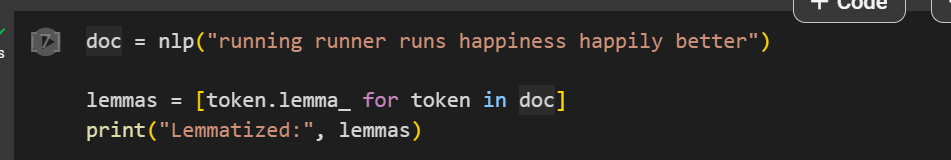 + Code
doc = nlp("running runner runs happiness happily better")
lemmas = [token.lemma_ for token in doc]
print("Lemmatized:", lemmas)